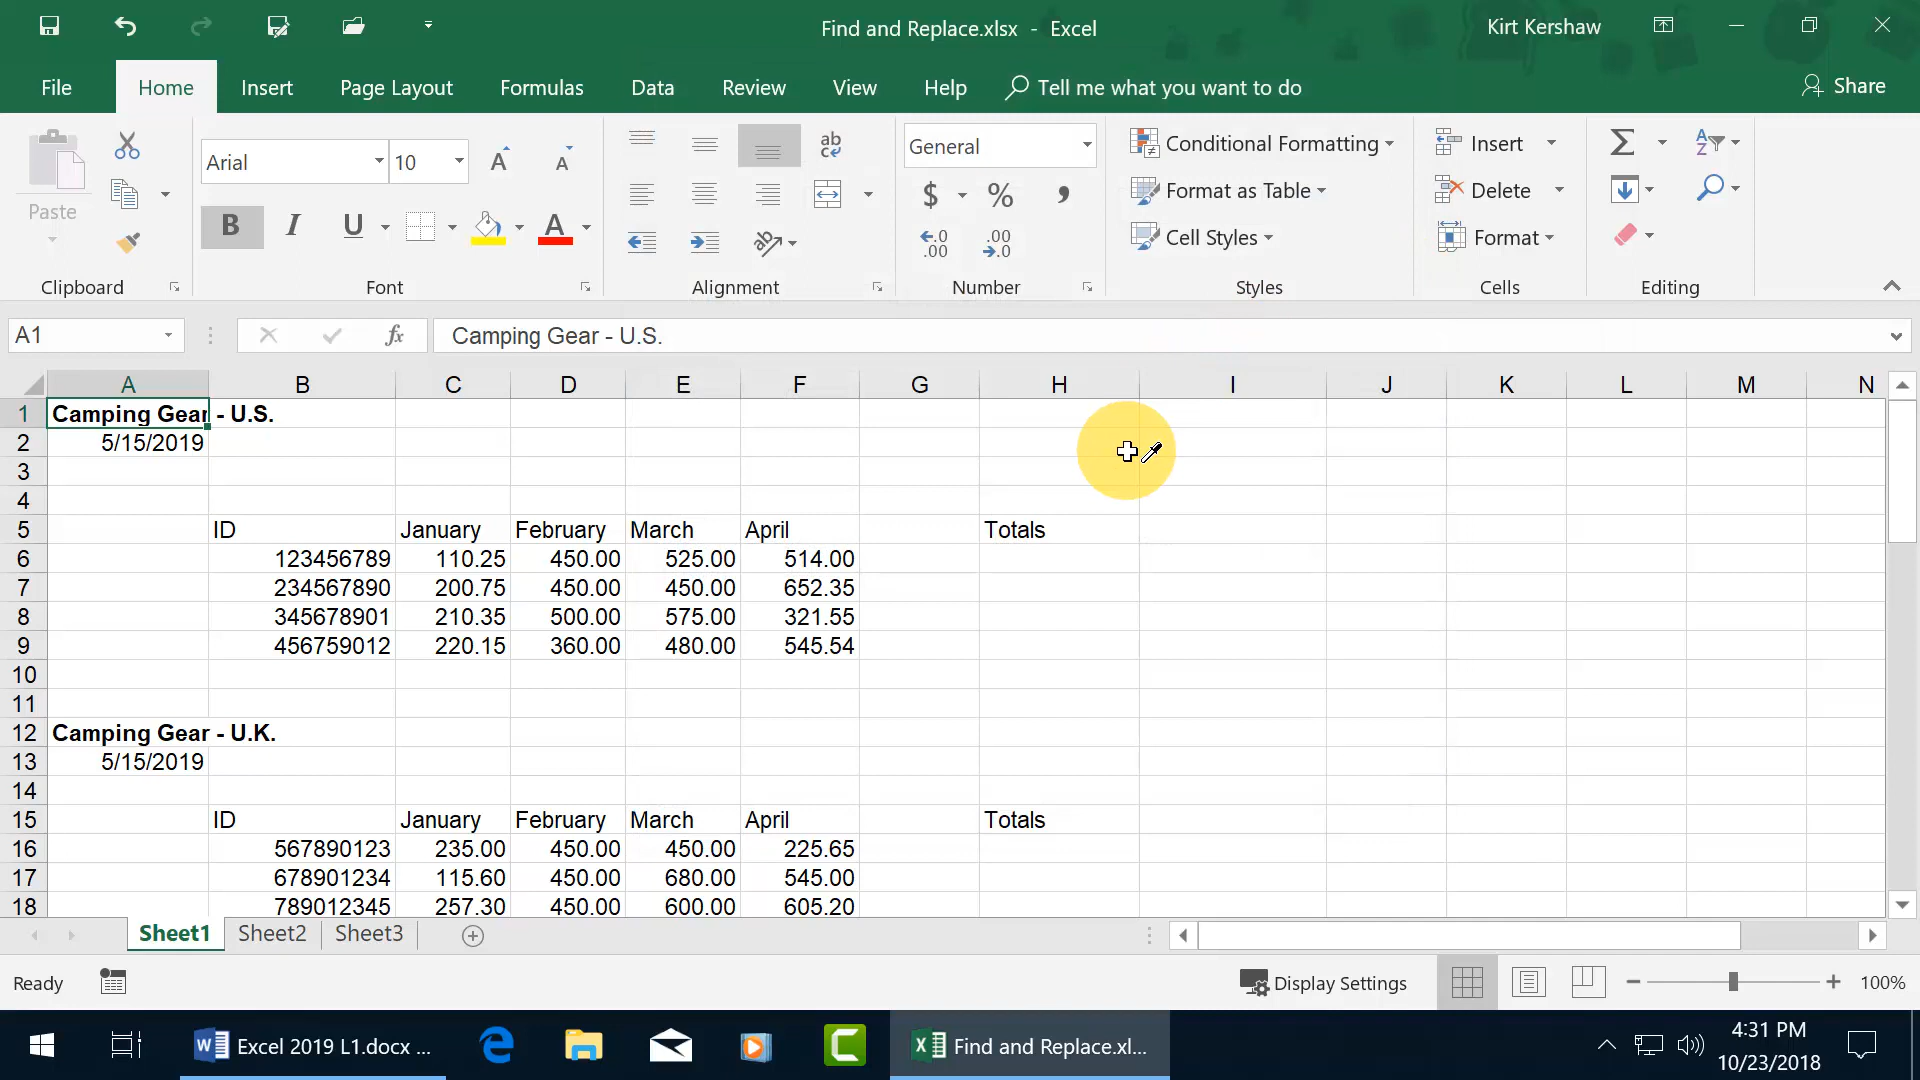 Find and Replace.xlsx - Excel
Kirt Kershaw
File Home Insert Page Layout Formulas Data Review View Help Tell me what you want to do Share
Paste
Clipboard
Arial 10
B I U A
Font
ab c
Alignment
General
$ % ,
.0 .00 .00 .0
Number
Conditional Formatting
Format as Table
Cell Styles
Styles
Insert
Delete
Format
Cells
Σ A Z
Editing
A1 fx Camping Gear - U.S.
A B C D E F G H I J K L M N
1 Camping Gear - U.S.
2 5/15/2019
3
4
5 ID January February March April Totals
6 123456789 110.25 450.00 525.00 514.00
7 234567890 200.75 450.00 450.00 652.35
8 345678901 210.35 500.00 575.00 321.55
9 456759012 220.15 360.00 480.00 545.54
10
11
12 Camping Gear - U.K.
13 5/15/2019
14
15 ID January February March April Totals
16 567890123 235.00 450.00 450.00 225.65
17 678901234 115.60 450.00 680.00 545.00
18 789012345 257.30 450.00 600.00 605.20
Sheet1 Sheet2 Sheet3
Ready Display Settings 100%
Excel 2019 L1.docx ... Find and Replace.xl... 4:31 PM
10/23/2018